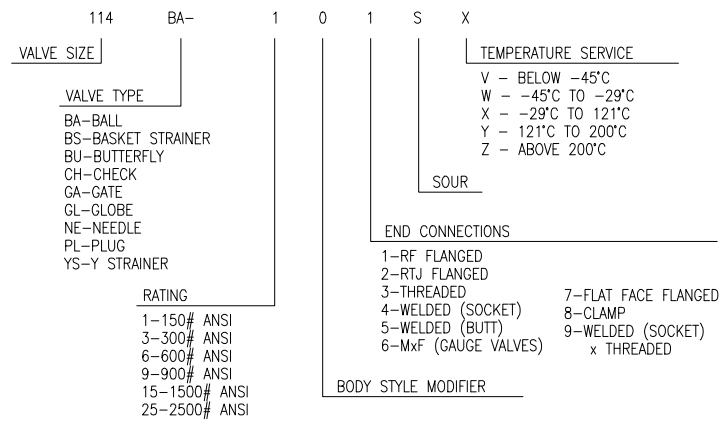 114 BA- 1 0 1 S X
VALVE SIZE
TEMPERATURE SERVICE
V - BELOW -45°C
W - -45°C TO -29°C
X - -29°C TO 121°C
Y - 121°C TO 200°C
Z - ABOVE 200°C
VALVE TYPE
BA-BALL
BS-BASKET STRAINER
BU-BUTTERFLY
CH-CHECK
GA-GATE
GL-GLOBE
NE-NEEDLE
PL-PLUG
YS-Y STRAINER
SOUR
END CONNECTIONS
1-RF FLANGED
2-RTJ FLANGED
3-THREADED
4-WELDED (SOCKET)
5-WELDED (BUTT)
6-MxF (GAUGE VALVES)
7-FLAT FACE FLANGED
8-CLAMP
9-WELDED (SOCKET)
x THREADED
RATING
1-150# ANSI
3-300# ANSI
6-600# ANSI
9-900# ANSI
15-1500# ANSI
25-2500# ANSI
BODY STYLE MODIFIER